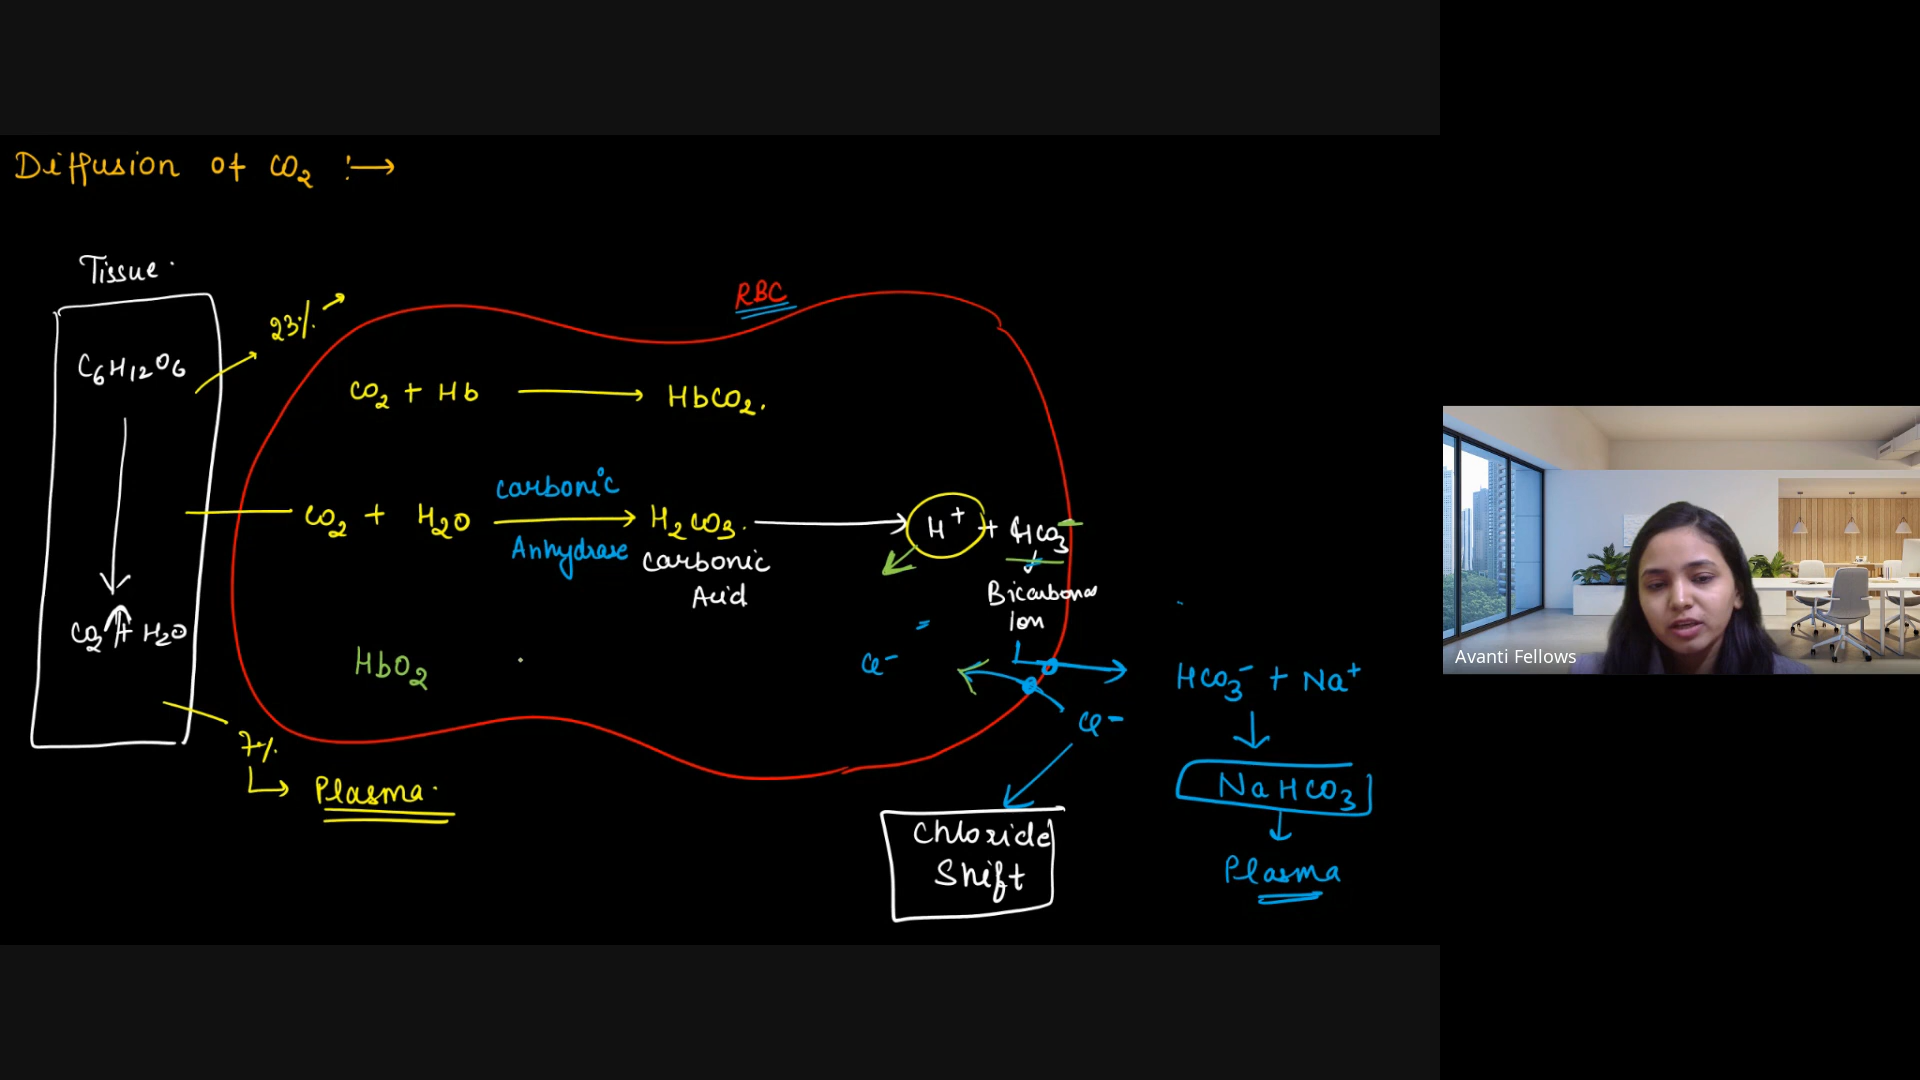 Diffusion of CO2 :→
Tissue.
C6H12O6
CO2 + H2O
23%
7%
Plasma.
RBC
CO2 + Hb → HbCO2.
CO2 + H2O carbonic Anhydrase → H2CO3. → H+ + HCO3-
carbonic
Acid
Bicarbonas
Ion
HbO2
Cl-
Cl-
HCO3- + Na+
NaHCO3
Plasma
Chloride
Shift
Avanti Fellows